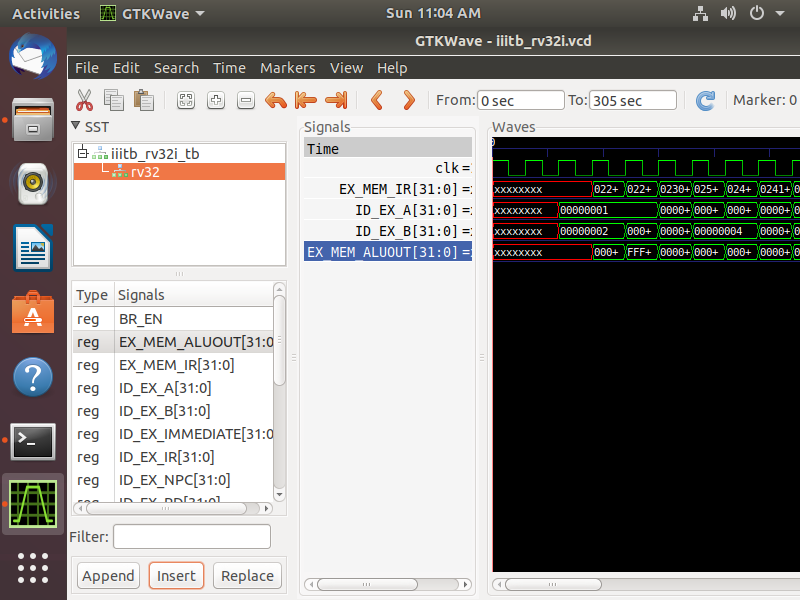 Activities GTKWave Sun 11:04 AM
GTKWave - iiitb_rv32i.vcd
File Edit Search Time Markers View Help
From: 0 sec To: 305 sec Marker: 0
SST
iiitb_rv32i_tb
rv32
Type Signals
reg BR_EN
reg EX_MEM_ALUOUT[31:0
reg EX_MEM_IR[31:0]
reg ID_EX_A[31:0]
reg ID_EX_B[31:0]
reg ID_EX_IMMEDIATE[31:0
reg ID_EX_IR[31:0]
reg ID_EX_NPC[31:0]
reg ID_EX_RD[31:0]
Filter:
Append Insert Replace
Signals
Time
clk=
EX_MEM_IR[31:0]=
ID_EX_A[31:0]=
ID_EX_B[31:0]=
EX_MEM_ALUOUT[31:0]=
Waves
0
xxxxxxxx 022+ 022+ 0230+ 025+ 024+ 0241+ 0
xxxxxxxx 00000001 0000+ 000+ 000+ 0000+ 0
xxxxxxxx 00000002 000+ 0000+ 00000004 0000+ 0
xxxxxxxx 000+ FFF+ 0000+ 000+ 000+ 0000+ 0